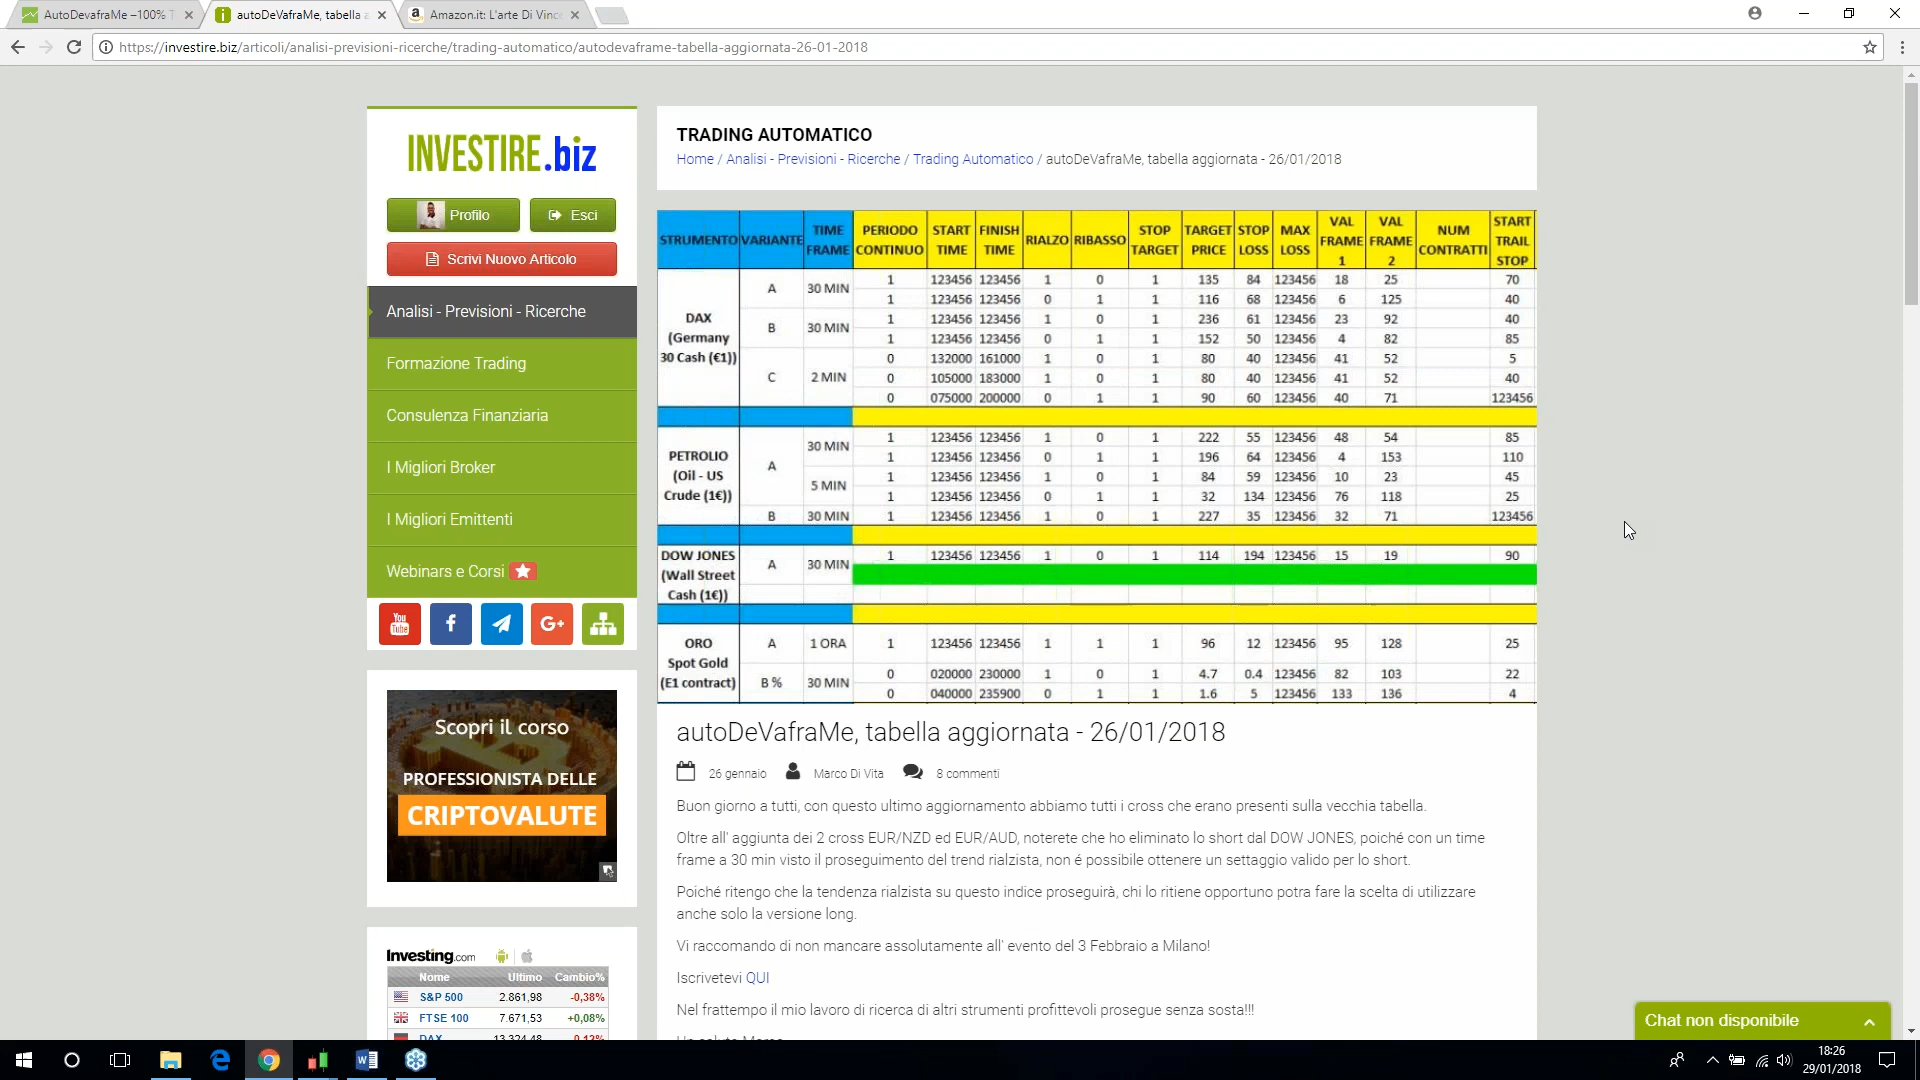 AutoDevaframe –100% T
autoDeVaframe, tabella a
Amazon.it: L'arte Di Vince
https://investire.biz/articoli/analisi-previsioni-ricerche/trading-automatico/autodevaframe-tabella-aggiornata-26-01-2018
INVESTIRE.biz
Profilo
Esci
Scrivi Nuovo Articolo
Analisi - Previsioni - Ricerche
Formazione Trading
Consulenza Finanziaria
I Migliori Broker
I Migliori Emittenti
Webinars e Corsi
You Tube
f
G+
Scopri il corso
PROFESSIONISTA DELLE
CRIPTOVALUTE
Investing.com
Nome Ultimo Cambio%
S&P 500 2.861,98 -0,38%
FTSE 100 7.671,53 +0,08%
DAX 13.324,48 -0,12%
TRADING AUTOMATICO
Home / Analisi - Previsioni - Ricerche / Trading Automatico / autoDeVafraMe, tabella aggiornata - 26/01/2018
STRUMENTO VARIANTE TIME FRAME PERIODO CONTINUO START TIME FINISH TIME RIALZO RIBASSO STOP TARGET TARGET PRICE STOP LOSS MAX LOSS VAL FRAME 1 VAL FRAME 2 NUM CONTRATTI START TRAIL STOP
DAX (Germany 30 Cash (€1))
A 30 MIN 1 123456 123456 1 0 1 135 84 123456 18 25 70
1 123456 123456 0 1 1 116 68 123456 6 125 40
B 30 MIN 1 123456 123456 1 0 1 236 61 123456 23 92 40
1 123456 123456 0 1 1 152 50 123456 4 82 85
C 2 MIN 0 132000 161000 1 0 1 80 40 123456 41 52 5
0 105000 183000 1 0 1 80 40 123456 41 52 40
0 075000 200000 0 1 1 90 60 123456 40 71 123456
PETROLIO (Oil - US Crude (1€))
A 30 MIN 1 123456 123456 1 0 1 222 55 123456 48 54 85
1 123456 123456 0 1 1 196 64 123456 4 153 110
5 MIN 1 123456 123456 1 0 1 84 59 123456 10 23 45
1 123456 123456 0 1 1 32 134 123456 76 118 25
B 30 MIN 1 123456 123456 1 0 1 227 35 123456 32 71 123456
DOW JONES (Wall Street Cash (1€))
A 30 MIN 1 123456 123456 1 0 1 114 194 123456 15 19 90
ORO Spot Gold (E1 contract)
A 1 ORA 1 123456 123456 1 1 1 96 12 123456 95 128 25
B % 30 MIN 0 020000 230000 1 0 1 4.7 0.4 123456 82 103 22
0 040000 235900 0 1 1 1.6 5 123456 133 136 4
autoDeVafraMe, tabella aggiornata - 26/01/2018
26 gennaio Marco Di Vita 8 commenti
Buon giorno a tutti, con questo ultimo aggiornamento abbiamo tutti i cross che erano presenti sulla vecchia tabella.
Oltre all' aggiunta dei 2 cross EUR/NZD ed EUR/AUD, noterete che ho eliminato lo short dal DOW JONES, poiché con un time
frame a 30 min visto il proseguimento del trend rialzista, non é possibile ottenere un settaggio valido per lo short.
Poiché ritengo che la tendenza rialzista su questo indice proseguirà, chi lo ritiene opportuno potra fare la scelta di utilizzare
anche solo la versione long.
Vi raccomando di non mancare assolutamente all' evento del 3 Febbraio a Milano!
Iscrivetevi QUI
Nel frattempo il mio lavoro di ricerca di altri strumenti profittevoli prosegue senza sosta!!!
Chat non disponibile
18:26
29/01/2018